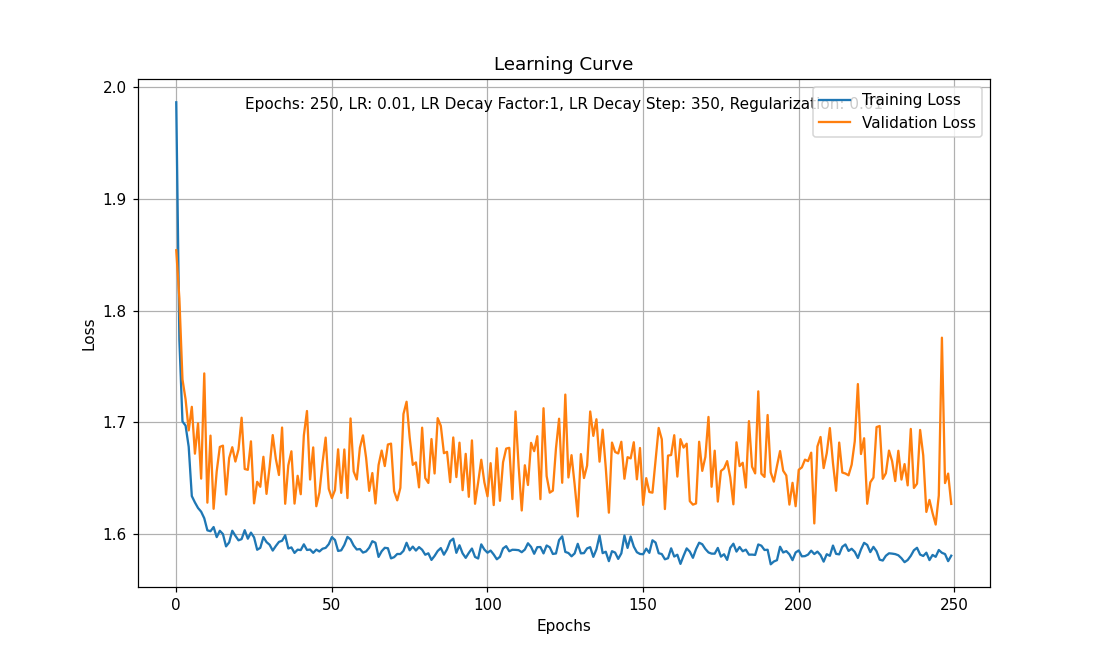 Learning Curve
Epochs: 250, LR: 0.01, LR Decay Factor:1, LR Decay Step: 350, Regularization: 0.01
Training Loss
Validation Loss
2.0
1.9
1.8
1.7
1.6
Loss
0
50
100
150
200
250
Epochs